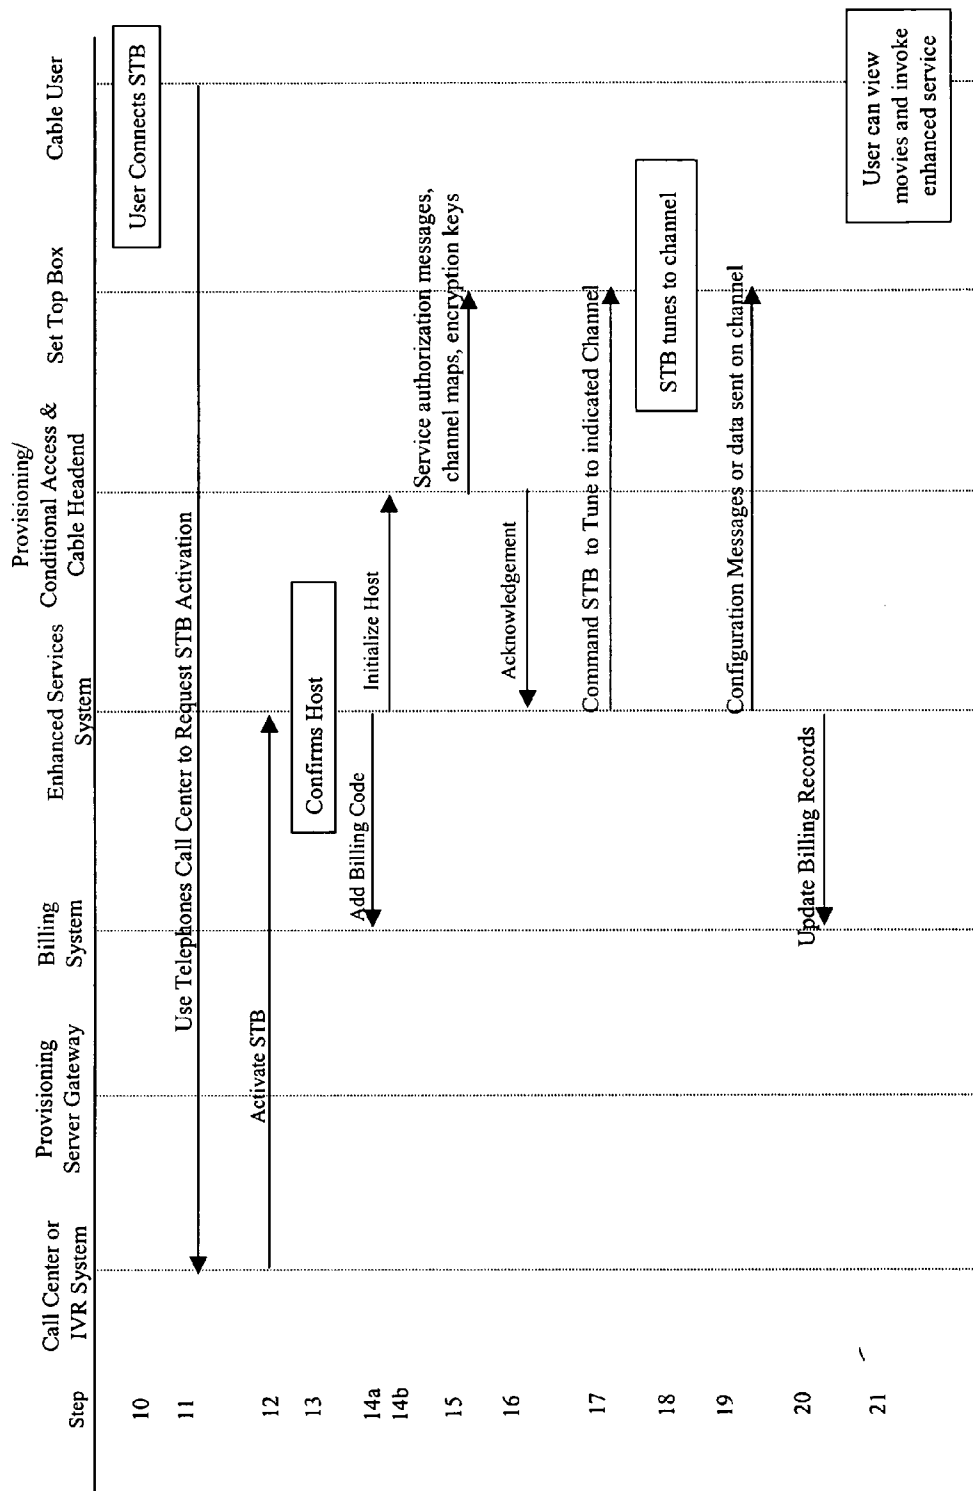 Step
Call Center or
IVR System
Provisioning
Server Gateway
Billing
System
Enhanced Services
System
Provisioning/
Conditional Access &
Cable Headend
Set Top Box
Cable User
10
User Connects STB
11
Use Telephones Call Center to Request STB Activation
12
Activate STB
13
Confirms Host
14a
Add Billing Code
14b
Initialize Host
15
Service authorization messages,
channel maps, encryption keys
16
Acknowledgement
17
Command STB to Tune to indicated Channel
18
STB tunes to channel
19
Configuration Messages or data sent on channel
20
Update Billing Records
21
User can view
movies and invoke
enhanced service